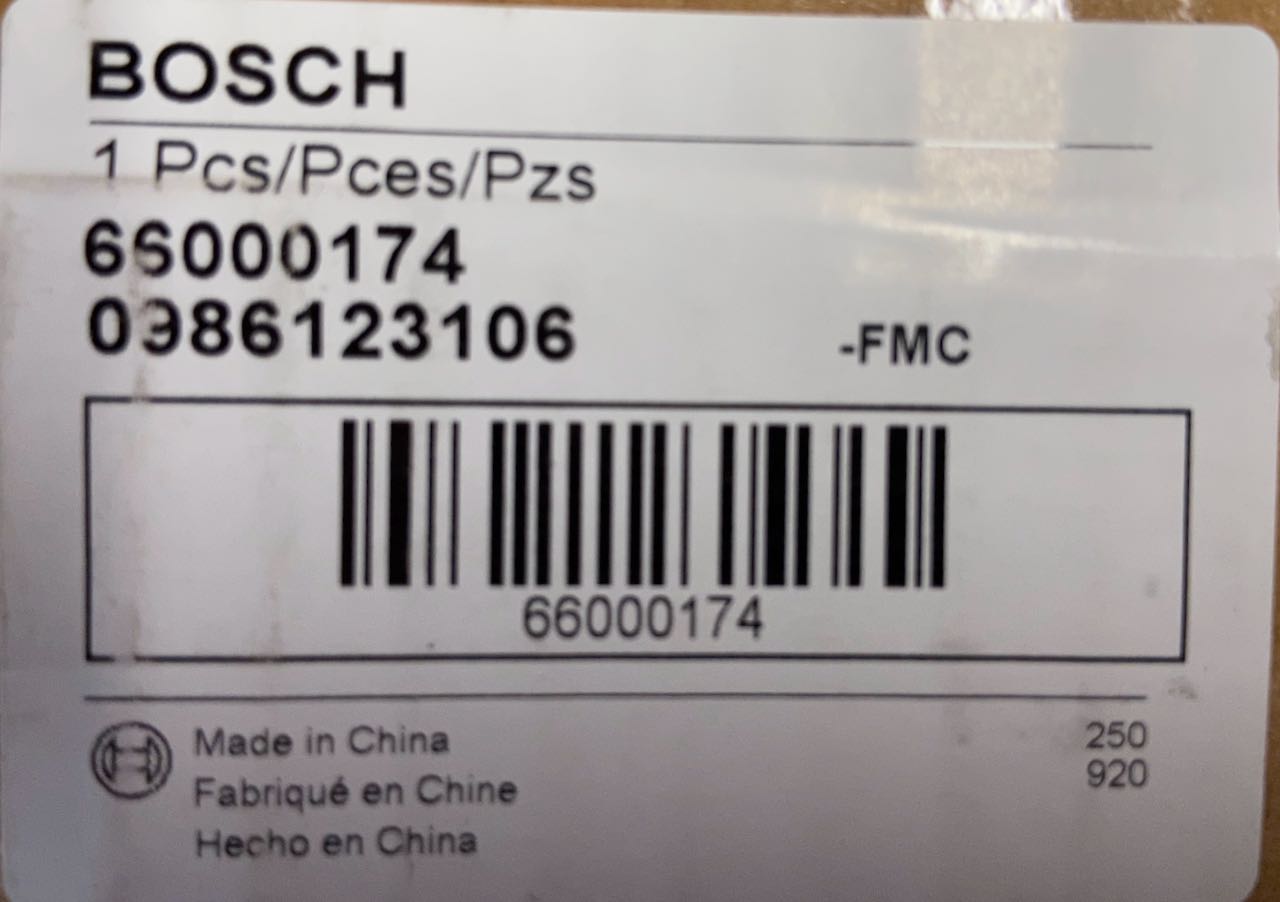 BOSCH
1 Pcs/Pces/Pzs
66000174
0986123106 -FMC
66000174
Made in China 250
Fabriqué en Chine 920
Hecho en China